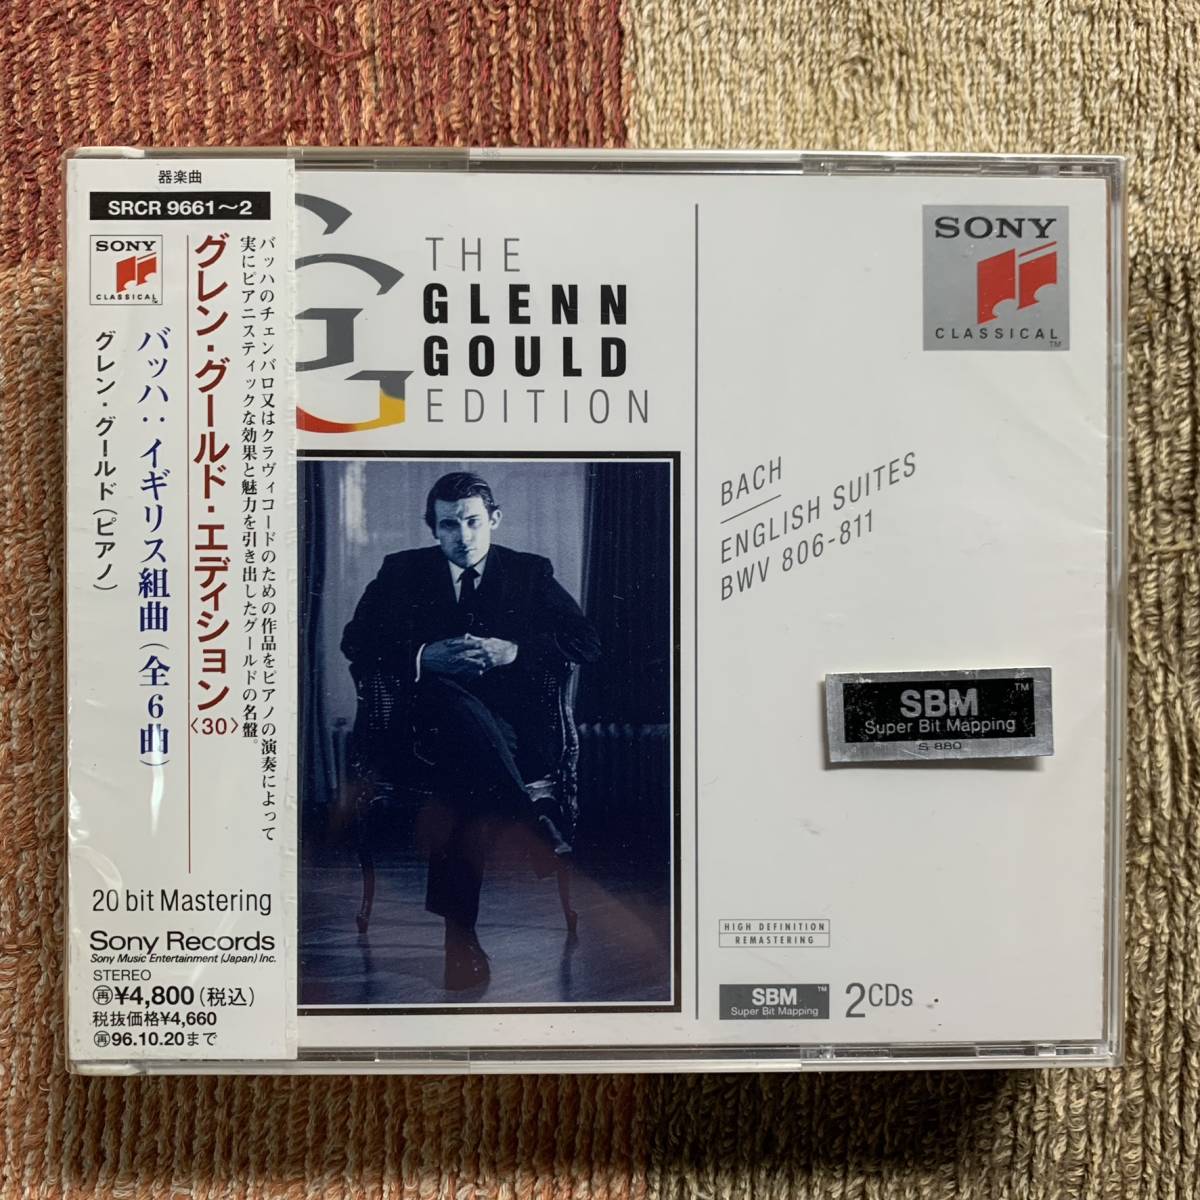 器楽曲
SRCR 9661～2
SONY
CLASSICAL
バッハのチェンバロ又はクラヴィコードのための作品をピアノの演奏によって
実にピアニスティックな効果と魅力を引き出したグールドの名盤。
グレン・グールド・エディション〈30〉
バッハ：イギリス組曲（全6曲）
グレン・グールド（ピアノ）
20 bit Mastering
Sony Records
Sony Music Entertainment (Japan) Inc.
STEREO
再¥4,800（税込）
税抜価格¥4,660
再96.10.20まで
THE
GLENN
GOULD
EDITION
SONY
CLASSICAL™
BACH
ENGLISH SUITES
BWV 806-811
SBM™
Super Bit Mapping
S 880
HIGH DEFINITION
REMASTERING
SBM™
Super Bit Mapping
2CDs